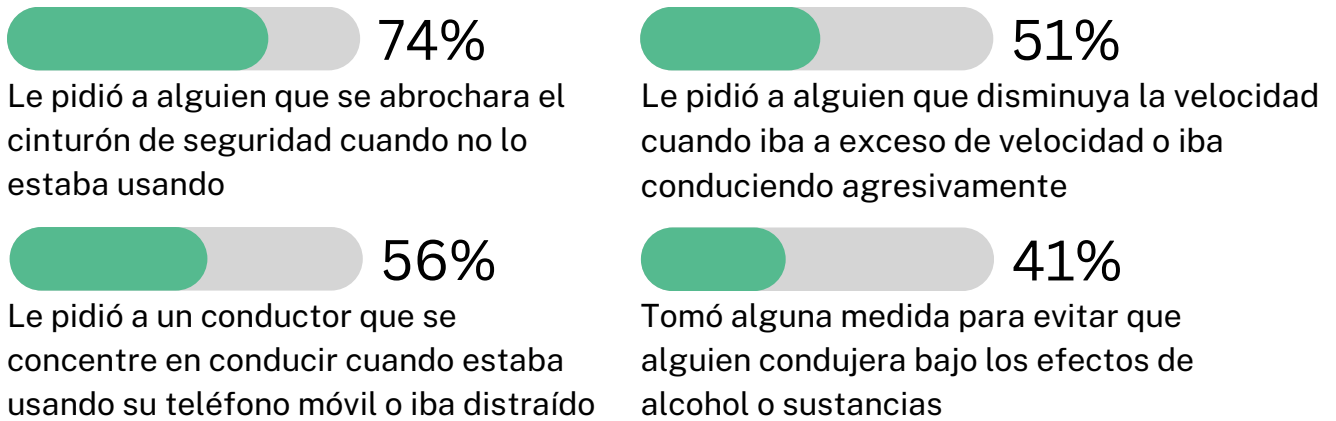 74%
Le pidió a alguien que se abrochara el
cinturón de seguridad cuando no lo
estaba usando
51%
Le pidió a alguien que disminuya la velocidad
cuando iba a exceso de velocidad o iba
conduciendo agresivamente
56%
Le pidió a un conductor que se
concentre en conducir cuando estaba
usando su teléfono móvil o iba distraído
41%
Tomó alguna medida para evitar que
alguien condujera bajo los efectos de
alcohol o sustancias